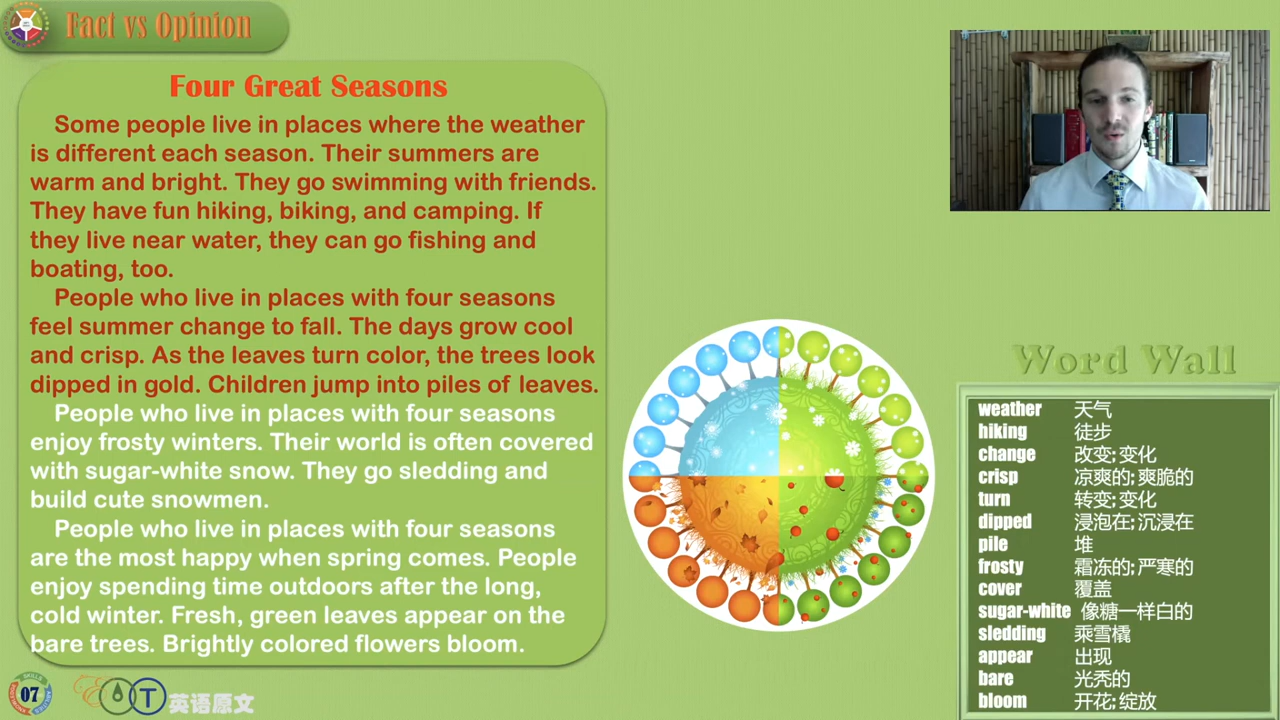 Fact vs Opinion
Four Great Seasons
Some people live in places where the weather
is different each season. Their summers are
warm and bright. They go swimming with friends.
They have fun hiking, biking, and camping. If
they live near water, they can go fishing and
boating, too.
People who live in places with four seasons
feel summer change to fall. The days grow cool
and crisp. As the leaves turn color, the trees look
dipped in gold. Children jump into piles of leaves.
People who live in places with four seasons
enjoy frosty winters. Their world is often covered
with sugar-white snow. They go sledding and
build cute snowmen.
People who live in places with four seasons
are the most happy when spring comes. People
enjoy spending time outdoors after the long,
cold winter. Fresh, green leaves appear on the
bare trees. Brightly colored flowers bloom.
Word Wall
weather 天气
hiking 徒步
change 改变; 变化
crisp 凉爽的; 爽脆的
turn 转变; 变化
dipped 浸泡在; 沉浸在
pile 堆
frosty 霜冻的; 严寒的
cover 覆盖
sugar-white 像糖一样白的
sledding 乘雪橇
appear 出现
bare 光秃的
bloom 开花; 绽放
07
T 英语原文